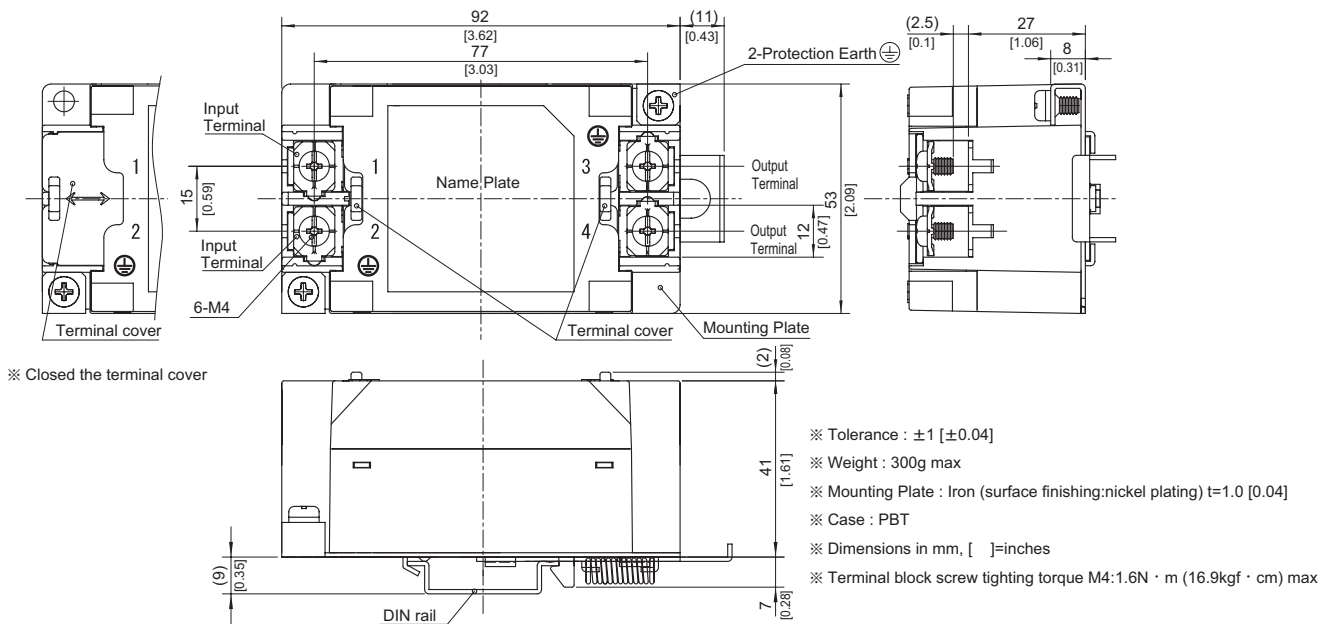 92
[3.62]
(11)
[0.43]
77
[3.03]
2-Protection Earth
(2.5)
[0.1]
27
[1.06]
8
[0.31]
Input
Terminal
1
2
15
[0.59]
1
2
Name Plate
3
4
Output
Terminal
Output
Terminal
12
[0.47]
53
[2.09]
Input
Terminal
6-M4
Terminal cover
Terminal cover
Mounting Plate
※ Closed the terminal cover
(2)
[0.08]
41
[1.61]
(9)
[0.35]
7
[0.28]
DIN rail
※ Tolerance : ±1 [±0.04]
※ Weight : 300g max
※ Mounting Plate : Iron (surface finishing:nickel plating) t=1.0 [0.04]
※ Case : PBT
※ Dimensions in mm, [ ]=inches
※ Terminal block screw tighting torque M4:1.6N · m (16.9kgf · cm) max